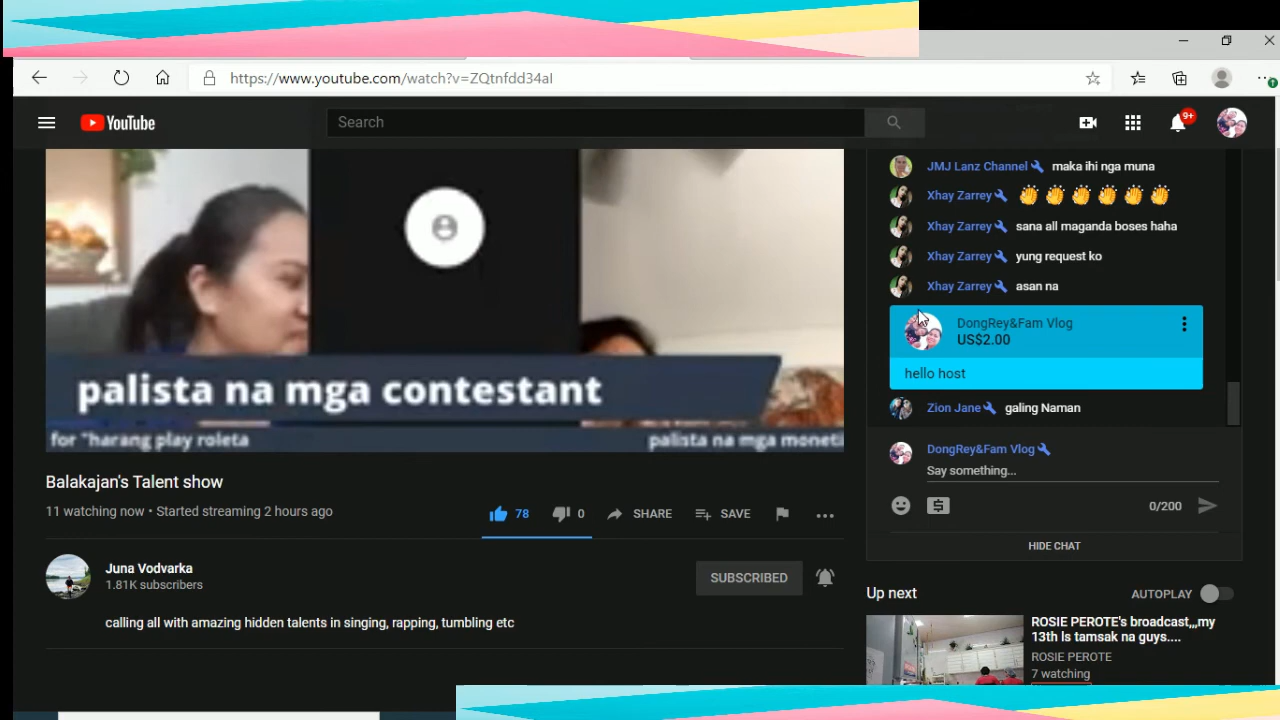 https://www.youtube.com/watch?v=ZQtnfdd34aI
YouTube
Search
9+
JMJ Lanz Channel maka ihi nga muna
Xhay Zarrey 👏👏👏👏👏👏
Xhay Zarrey sana all maganda boses haha
Xhay Zarrey yung request ko
Xhay Zarrey asan na
DongRey&Fam Vlog
US$2.00
hello host
Zion Jane galing Naman
DongRey&Fam Vlog
Say something...
0/200
HIDE CHAT
palista na mga contestant
for "harang play roleta
palista na mga moneti
Balakajan's Talent show
11 watching now • Started streaming 2 hours ago
78
0
SHARE
SAVE
Juna Vodvarka
1.81K subscribers
SUBSCRIBED
calling all with amazing hidden talents in singing, rapping, tumbling etc
Up next
AUTOPLAY
ROSIE PEROTE's broadcast,,,my
13th ls tamsak na guys....
ROSIE PEROTE
7 watching